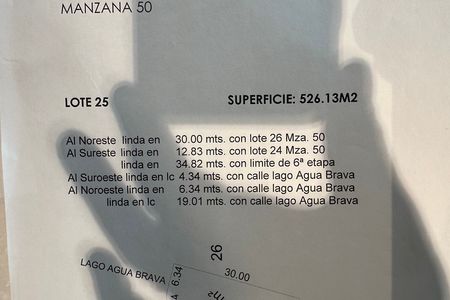 MANZANA 50
LOTE 25 SUPERFICIE: 526.13M2
Al Noreste linda en 30.00 mts. con lote 26 Mza. 50
Al Sureste linda en 12.83 mts. con lote 24 Mza. 50
linda en 34.82 mts. con limite de 6ª etapa
Al Suroeste linda en lc 4.34 mts. con calle lago Agua Brava
Al Noroeste linda en 6.34 mts. con calle lago Agua Brava
linda en lc 19.01 mts. con calle lago Agua Brava
26
LAGO AGUA BRAVA
6.34
30.00